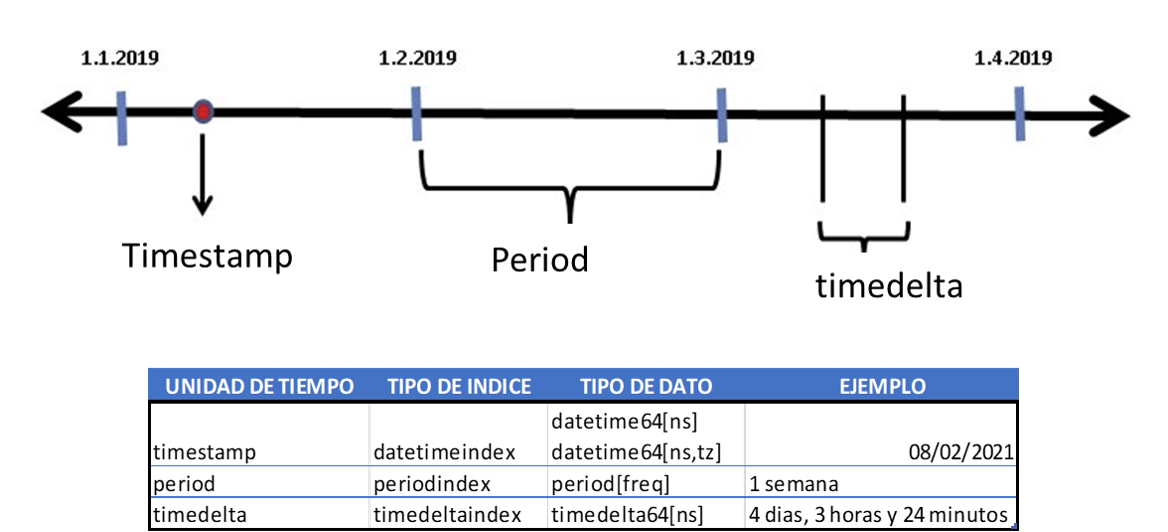 1.1.2019 1.2.2019 1.3.2019 1.4.2019
Timestamp
Period
timedelta
UNIDAD DE TIEMPO TIPO DE INDICE TIPO DE DATO EJEMPLO
datetime64[ns]
timestamp datetimeindex datetime64[ns,tz] 08/02/2021
period periodindex period[freq] 1 semana
timedelta timedeltaindex timedelta64[ns] 4 dias, 3 horas y 24 minutos